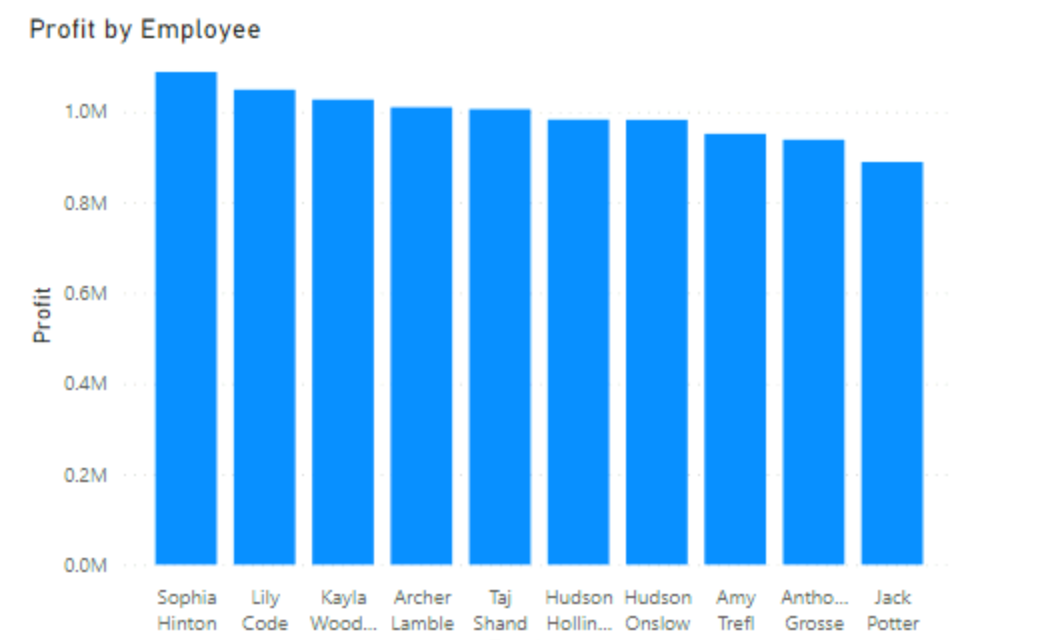 Profit by Employee
1.0M
0.8M
0.6M
0.4M
0.2M
0.0M
Profit
Sophia Hinton
Lily Code
Kayla Wood...
Archer Lamble
Taj Shand
Hudson Hollin...
Hudson Onslow
Amy Trefl
Antho... Grosse
Jack Potter